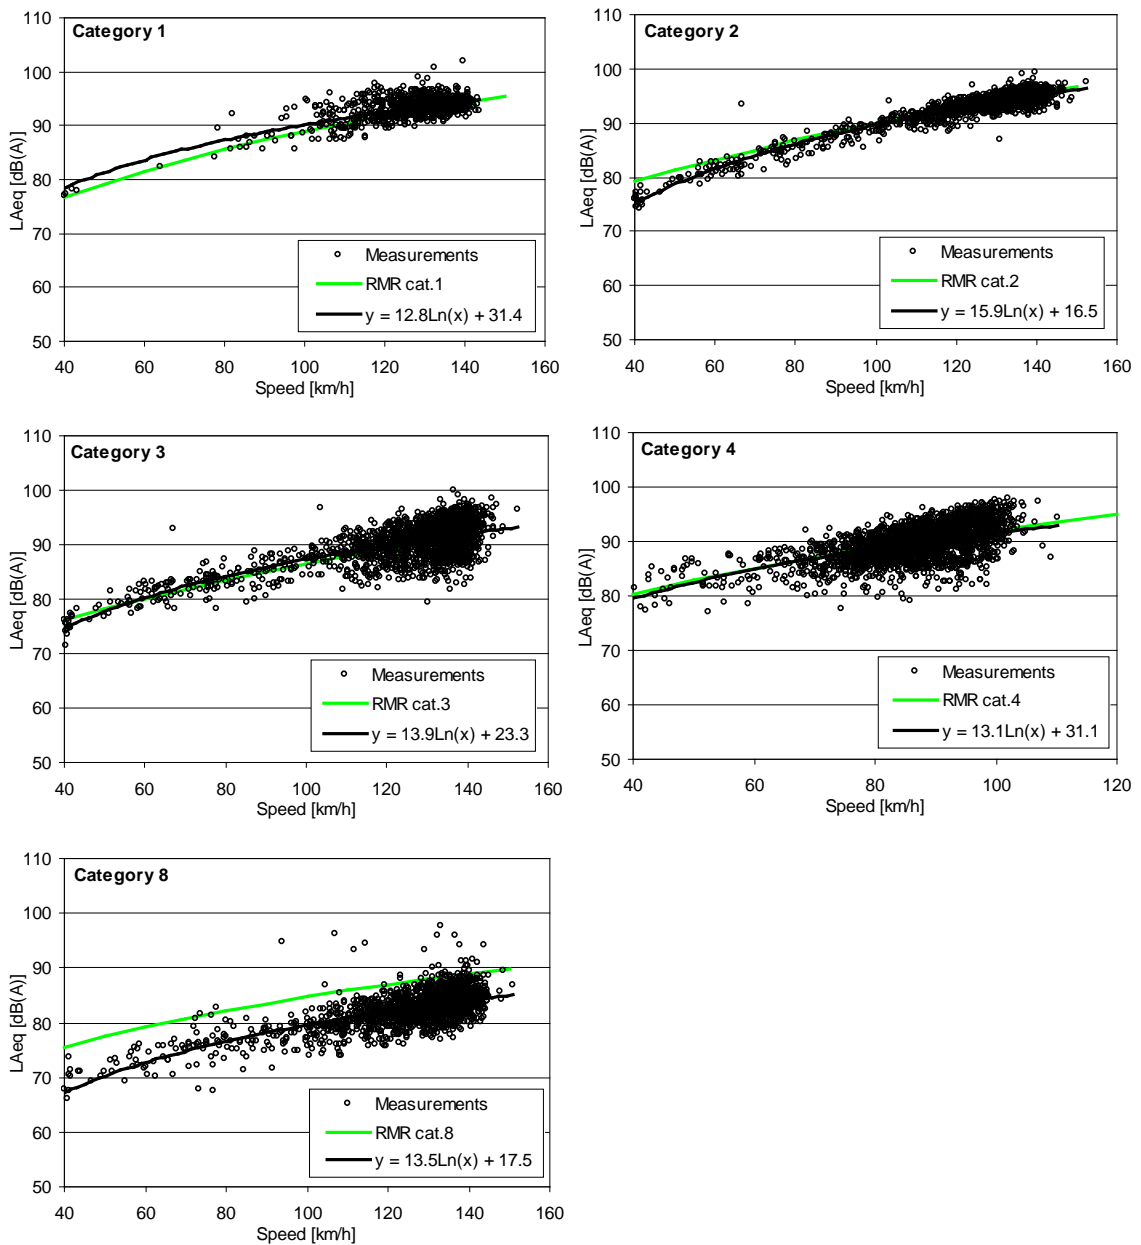 Category 1
110
100
90
80
70
60
50
LAeq [dB(A)]
Measurements
RMR cat.1
y = 12.8Ln(x) + 31.4
40 60 80 100 120 140 160
Speed [km/h]
Category 2
110
100
90
80
70
60
50
LAeq [dB(A)]
Measurements
RMR cat.2
y = 15.9Ln(x) + 16.5
40 60 80 100 120 140 160
Speed [km/h]
Category 3
110
100
90
80
70
60
50
LAeq [dB(A)]
Measurements
RMR cat.3
y = 13.9Ln(x) + 23.3
40 60 80 100 120 140 160
Speed [km/h]
Category 4
110
100
90
80
70
60
50
LAeq [dB(A)]
Measurements
RMR cat.4
y = 13.1Ln(x) + 31.1
40 60 80 100 120
Speed [km/h]
Category 8
110
100
90
80
70
60
50
LAeq [dB(A)]
Measurements
RMR cat.8
y = 13.5Ln(x) + 17.5
40 60 80 100 120 140 160
Speed [km/h]